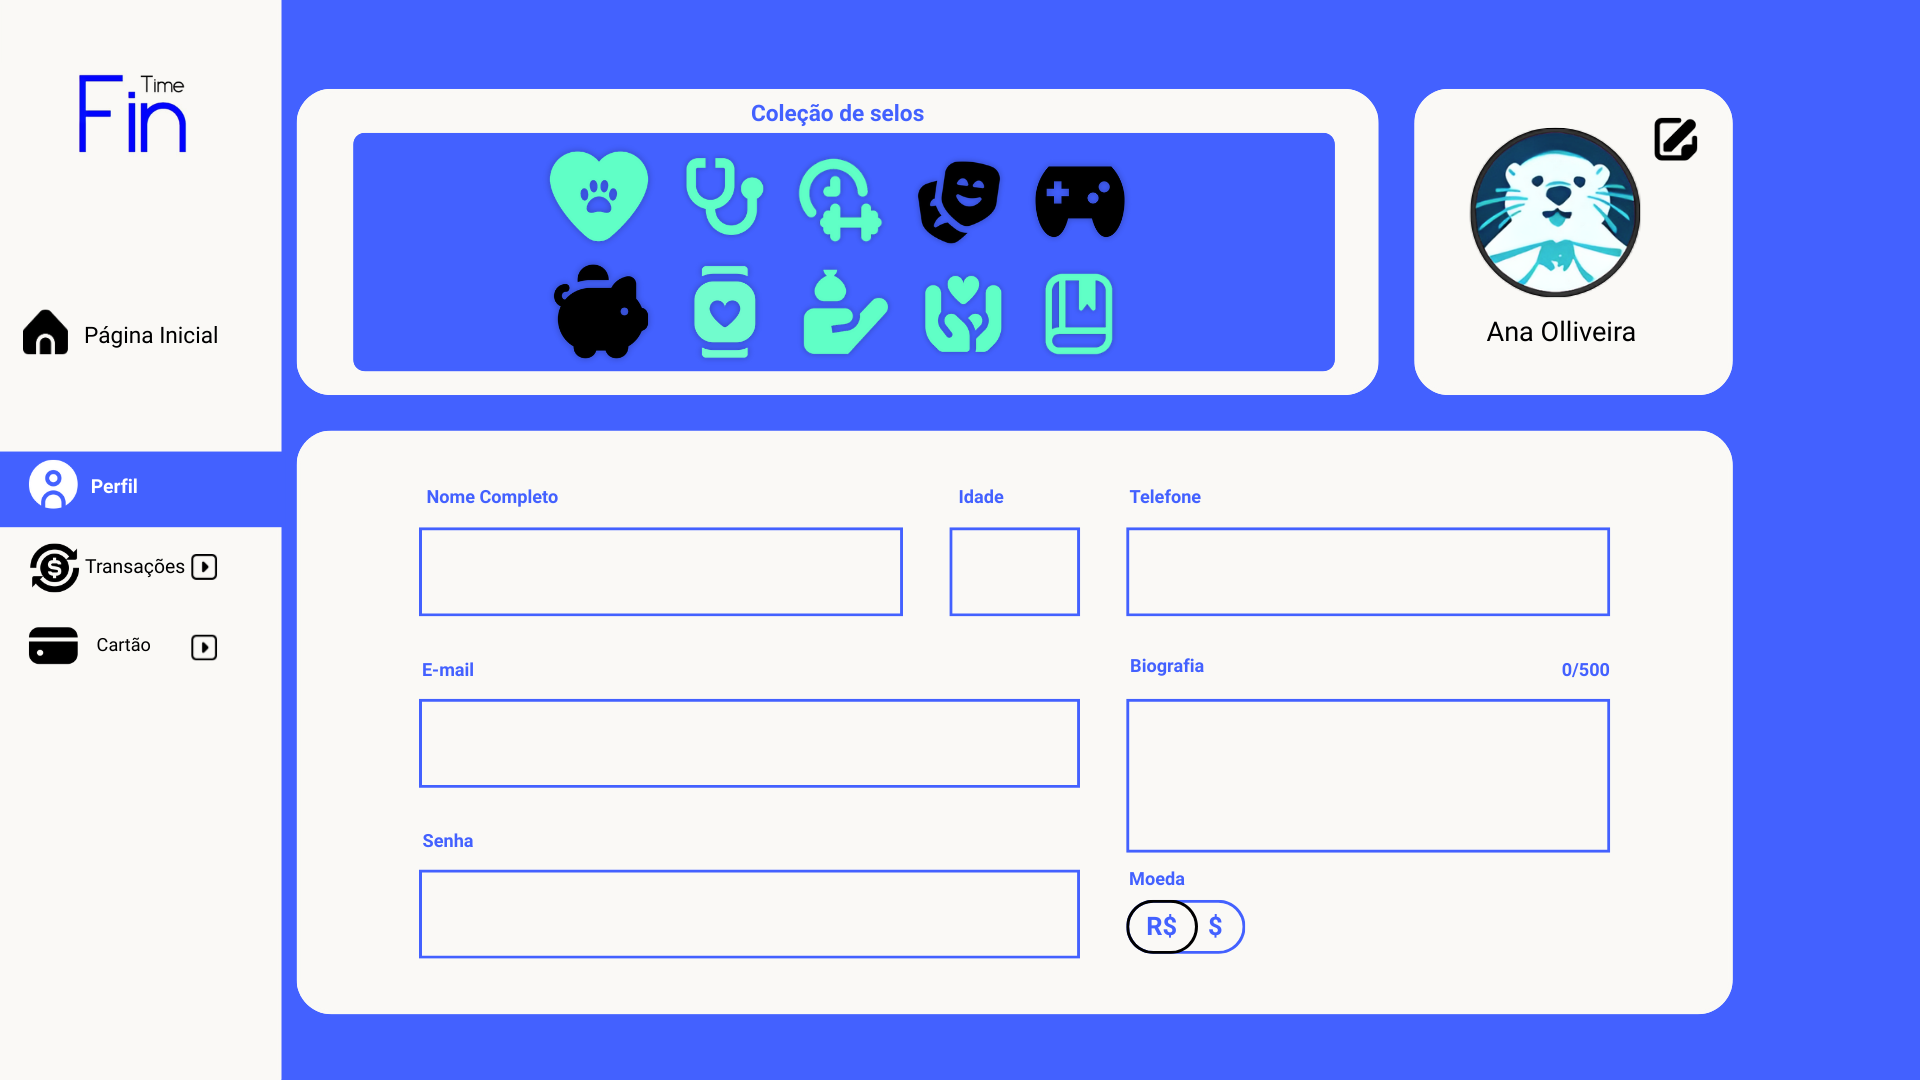 Time
Fin
Página Inicial
Perfil
Transações
Cartão
Coleção de selos
Ana Olliveira
Nome Completo
Idade
Telefone
E-mail
Biografia
0/500
Senha
Moeda
R$ $